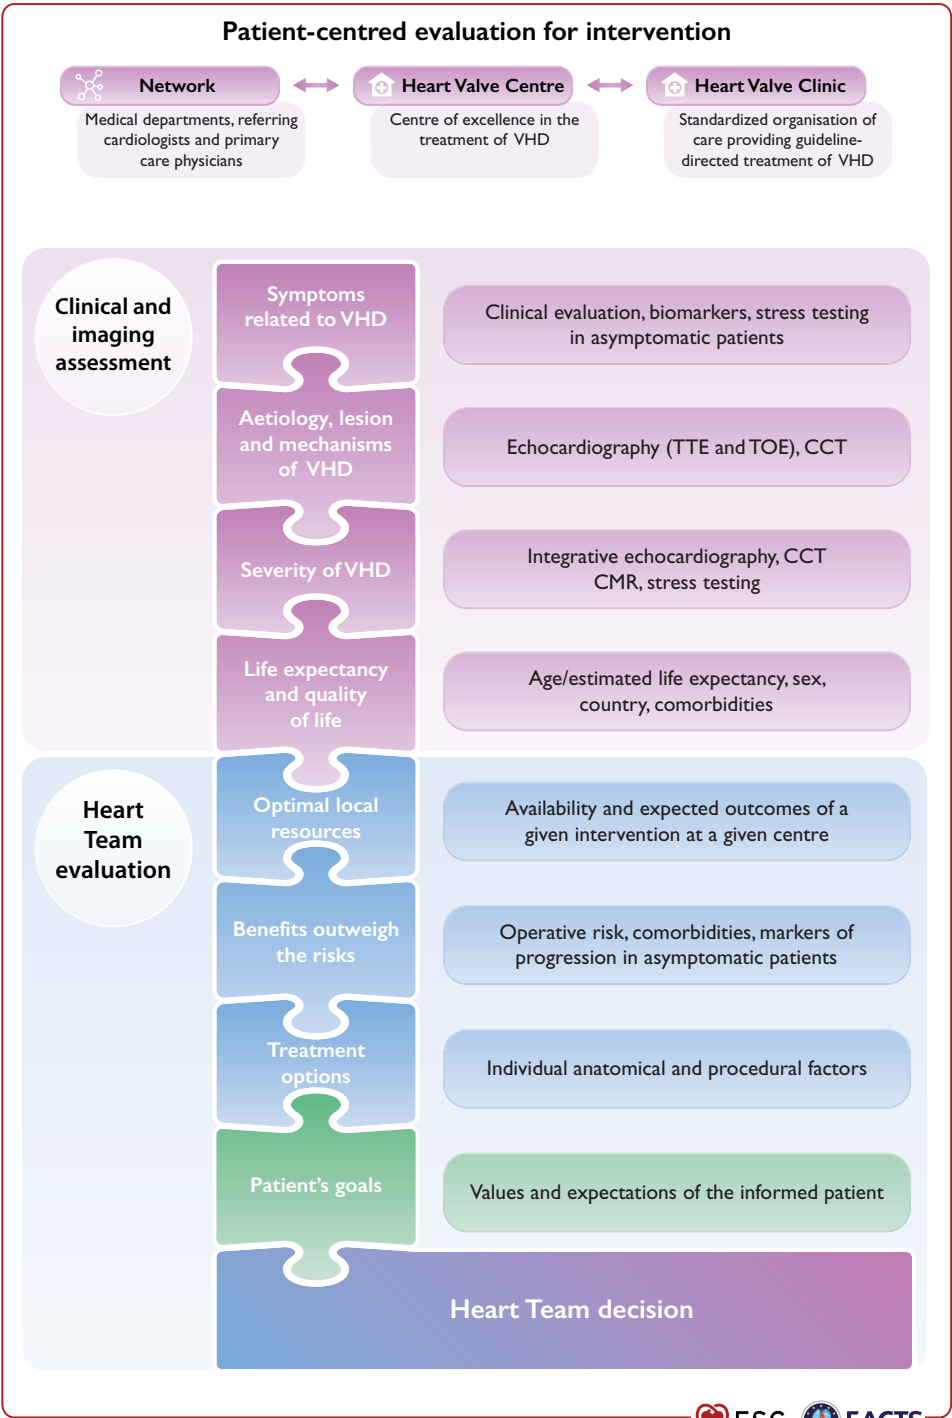 Patient-centred evaluation for intervention
Network
Heart Valve Centre
Heart Valve Clinic
Medical departments, referring
cardiologists and primary
care physicians
Centre of excellence in the
treatment of VHD
Standardized organisation of
care providing guideline-
directed treatment of VHD
Clinical and
imaging
assessment
Symptoms
related to VHD
Clinical evaluation, biomarkers, stress testing
in asymptomatic patients
Aetiology, lesion
and mechanisms
of VHD
Echocardiography (TTE and TOE), CCT
Severity of VHD
Integrative echocardiography, CCT
CMR, stress testing
Life expectancy
and quality
of life
Age/estimated life expectancy, sex,
country, comorbidities
Heart
Team
evaluation
Optimal local
resources
Availability and expected outcomes of a
given intervention at a given centre
Benefits outweigh
the risks
Operative risk, comorbidities, markers of
progression in asymptomatic patients
Treatment
options
Individual anatomical and procedural factors
Patient's goals
Values and expectations of the informed patient
Heart Team decision
ESC
EACTS